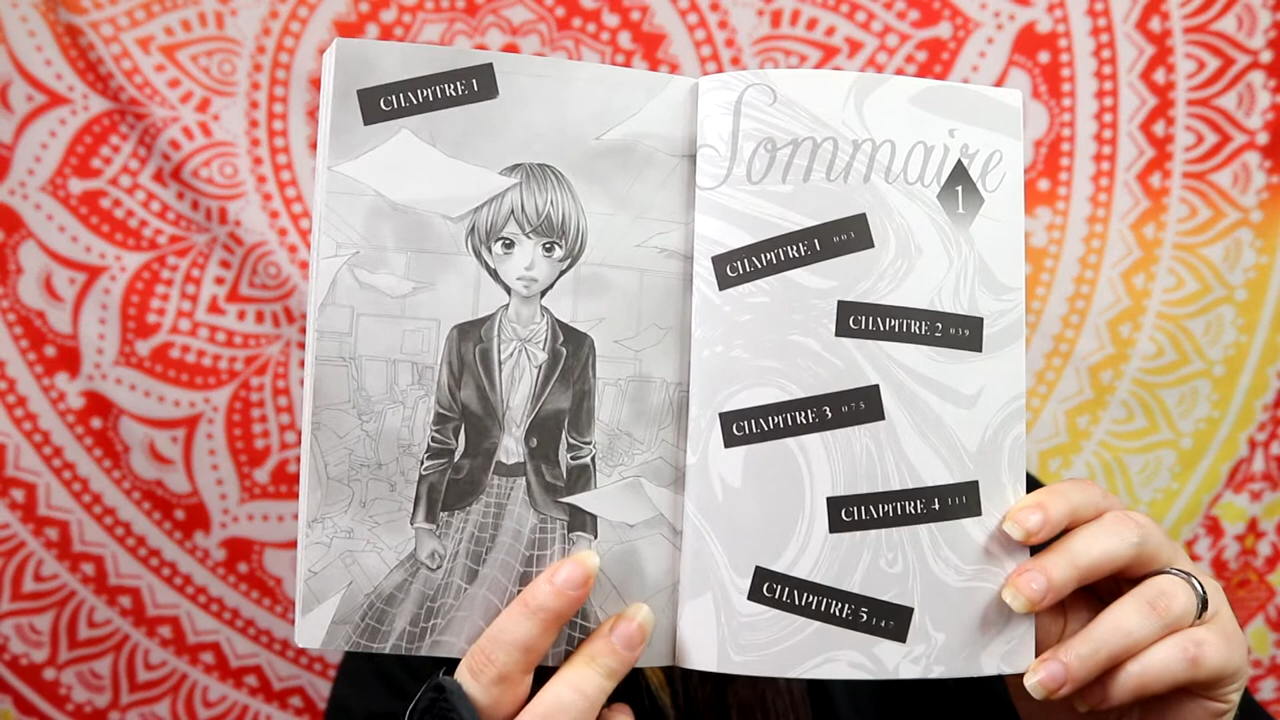 CHAPITRE 1
Sommaire
1
CHAPITRE 1 003
CHAPITRE 2 039
CHAPITRE 3 075
CHAPITRE 4 111
CHAPITRE 5 147